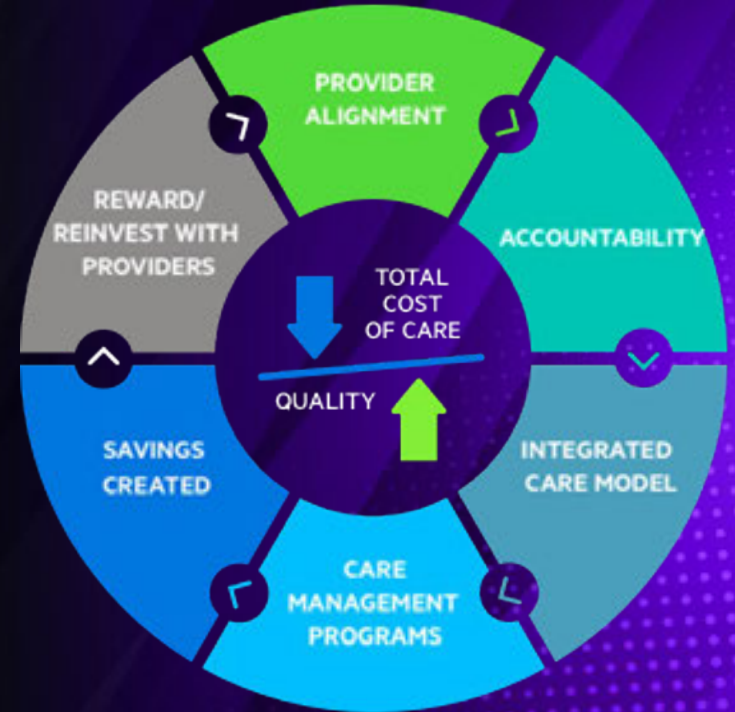 PROVIDER
ALIGNMENT
ACCOUNTABILITY
INTEGRATED
CARE MODEL
CARE
MANAGEMENT
PROGRAMS
SAVINGS
CREATED
REWARD/
REINVEST WITH
PROVIDERS
TOTAL
COST
OF CARE
QUALITY